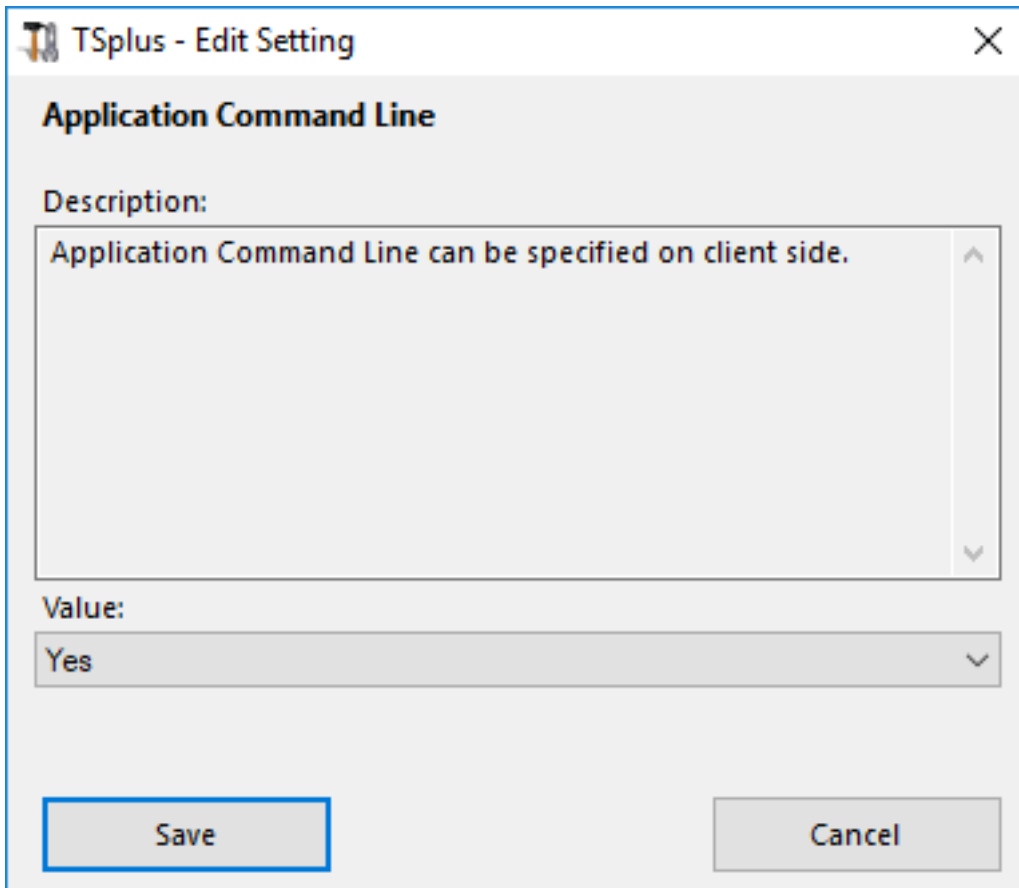 TSplus - Edit Setting
Application Command Line
Description:
Application Command Line can be specified on client side.
Value:
Yes
Save
Cancel